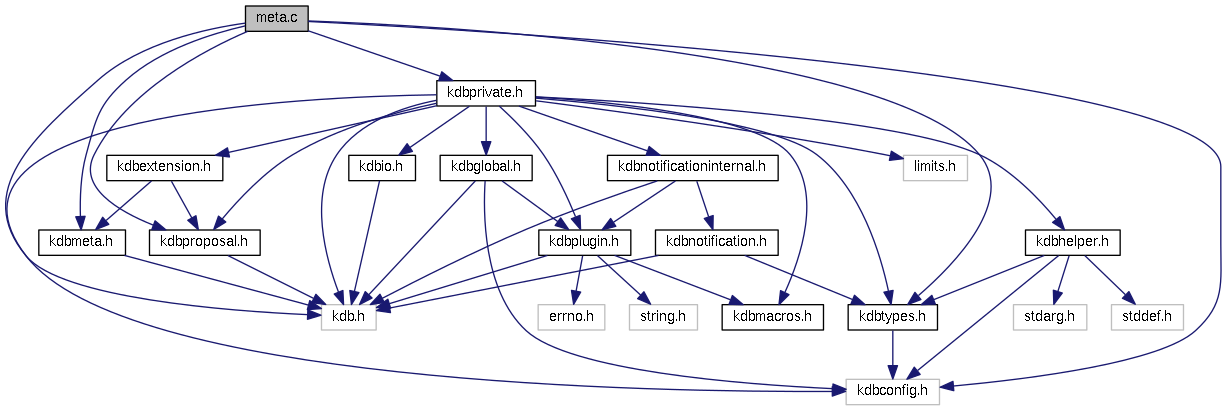 meta.c
kdbprivate.h
kdbextension.h
kdbio.h
kdbglobal.h
kdbnotificationinternal.h
limits.h
kdbmeta.h
kdbproposal.h
kdbplugin.h
kdbnotification.h
kdbhelper.h
kdb.h
errno.h
string.h
kdbmacros.h
kdbtypes.h
stdarg.h
stddef.h
kdbconfig.h